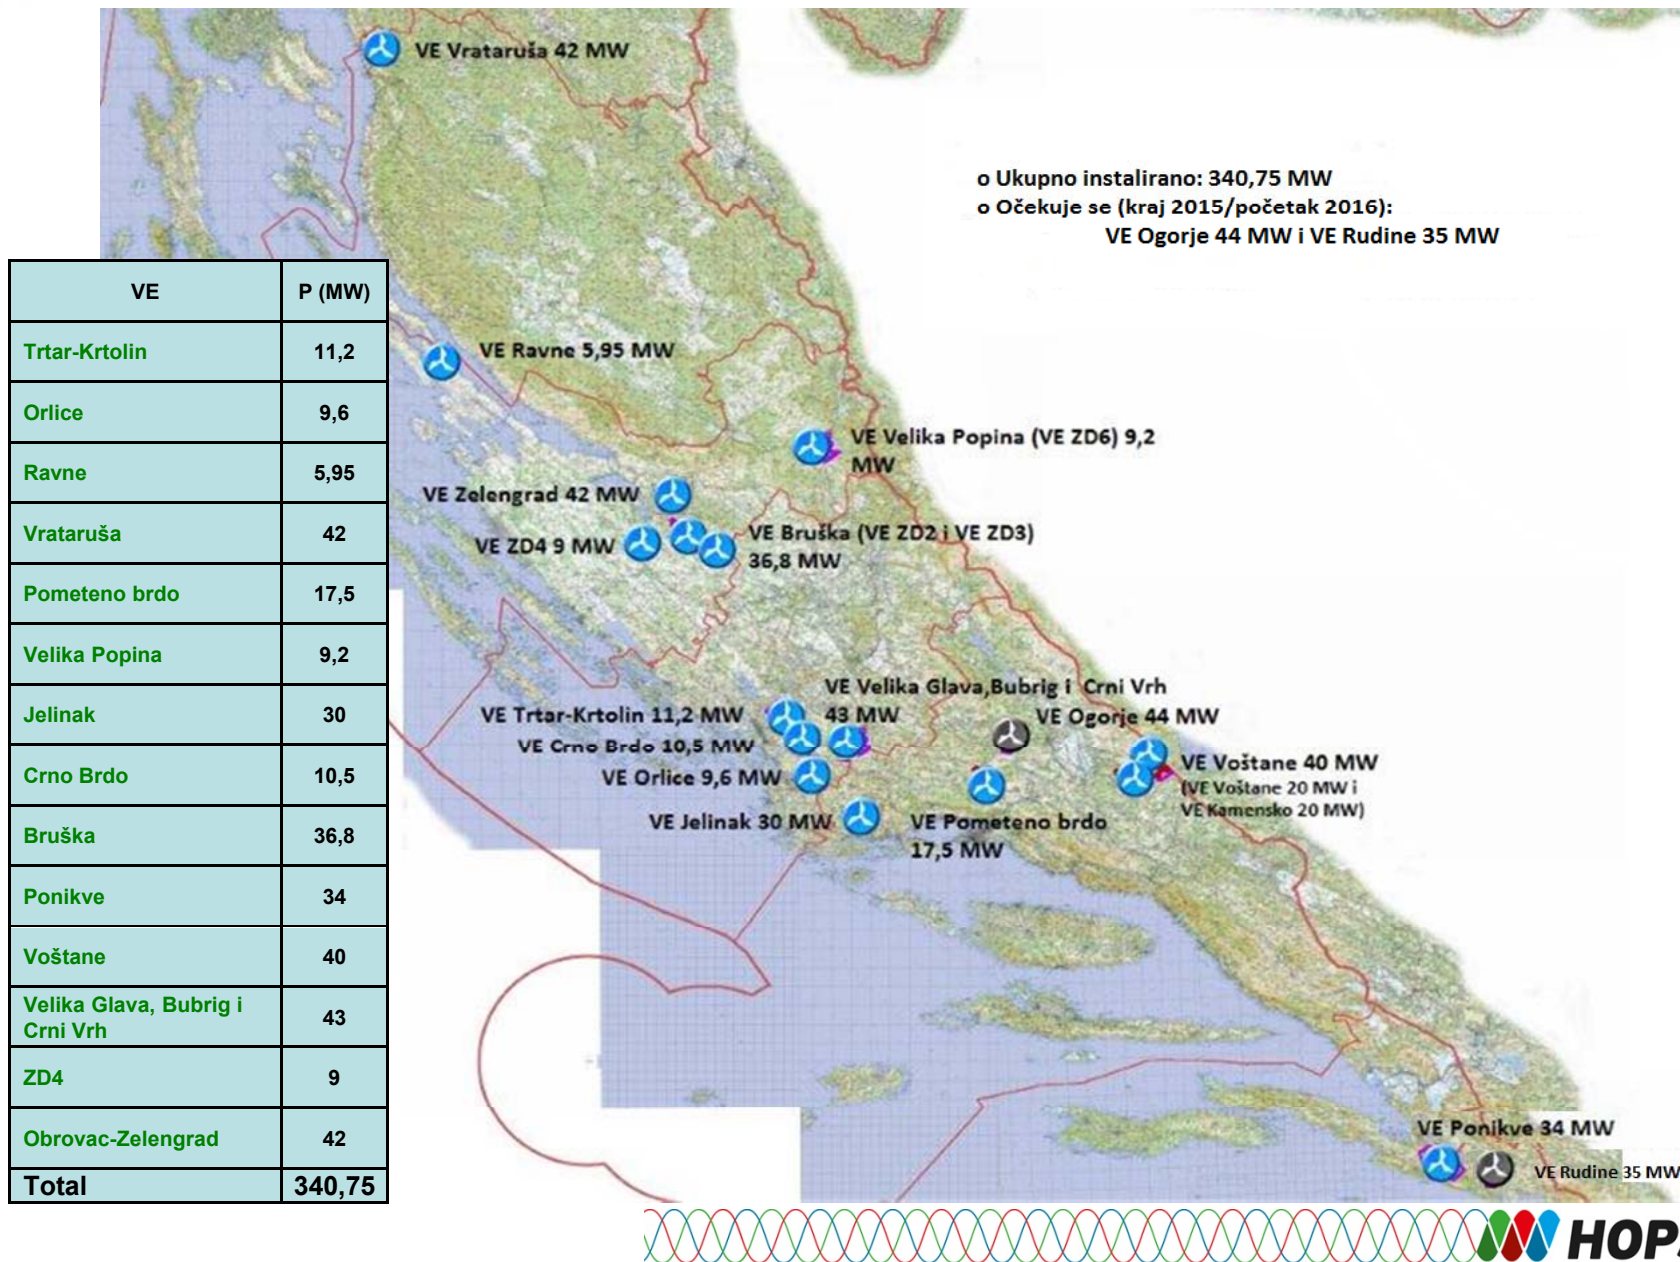 VE Vrataruša 42 MW
o Ukupno instalirano: 340,75 MW
o Očekuje se (kraj 2015/početak 2016):
VE Ogorje 44 MW i VE Rudine 35 MW
VE P (MW)
Trtar-Krtolin 11,2
Orlice 9,6
Ravne 5,95
Vrataruša 42
Pometeno brdo 17,5
Velika Popina 9,2
Jelinak 30
Crno Brdo 10,5
Bruška 36,8
Ponikve 34
Voštane 40
Velika Glava, Bubrig i
Crni Vrh 43
ZD4 9
Obrovac-Zelengrad 42
Total 340,75
VE Ravne 5,95 MW
VE Velika Popina (VE ZD6) 9,2
MW
VE Zelengrad 42 MW
VE ZD4 9 MW
VE Bruška (VE ZD2 i VE ZD3)
36,8 MW
VE Velika Glava,Bubrig i Crni Vrh
43 MW
VE Trtar-Krtolin 11,2 MW
VE Ogorje 44 MW
VE Crno Brdo 10,5 MW
VE Orlice 9,6 MW
VE Voštane 40 MW
(VE Voštane 20 MW i
VE Kamensko 20 MW)
VE Jelinak 30 MW
VE Pometeno brdo
17,5 MW
VE Ponikve 34 MW
VE Rudine 35 MW
HOP